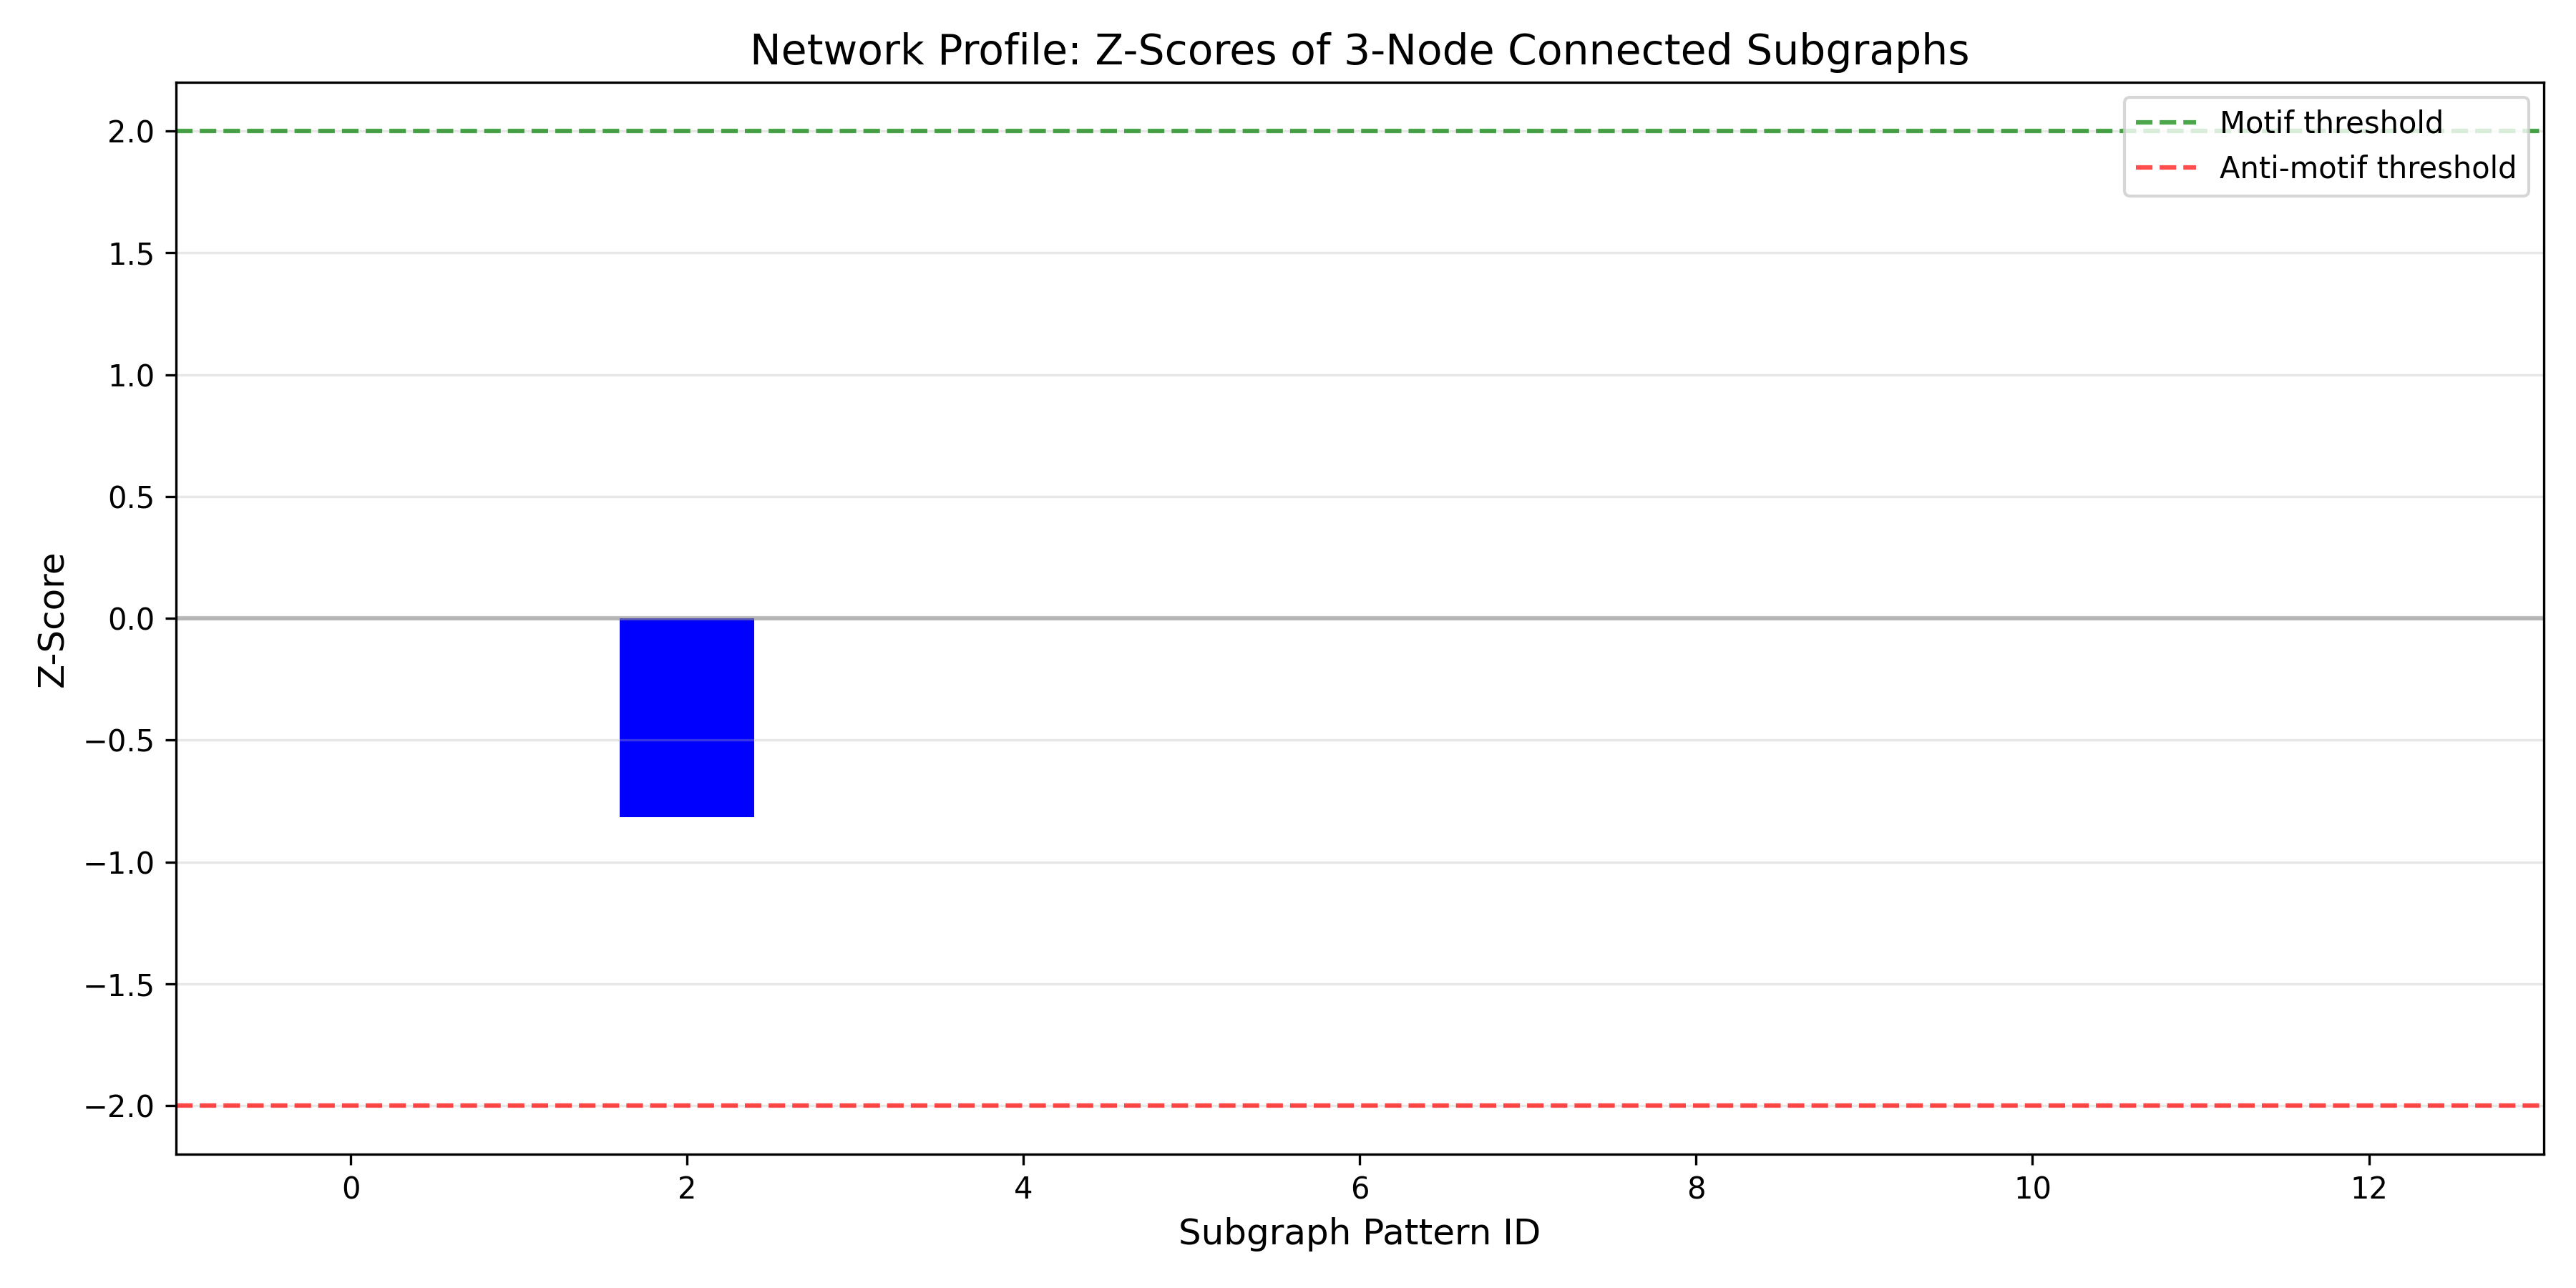 Network Profile: Z-Scores of 3-Node Connected Subgraphs
Motif threshold
Anti-motif threshold
2.0
1.5
1.0
0.5
0.0
−0.5
−1.0
−1.5
−2.0
Z-Score
0 2 4 6 8 10 12
Subgraph Pattern ID